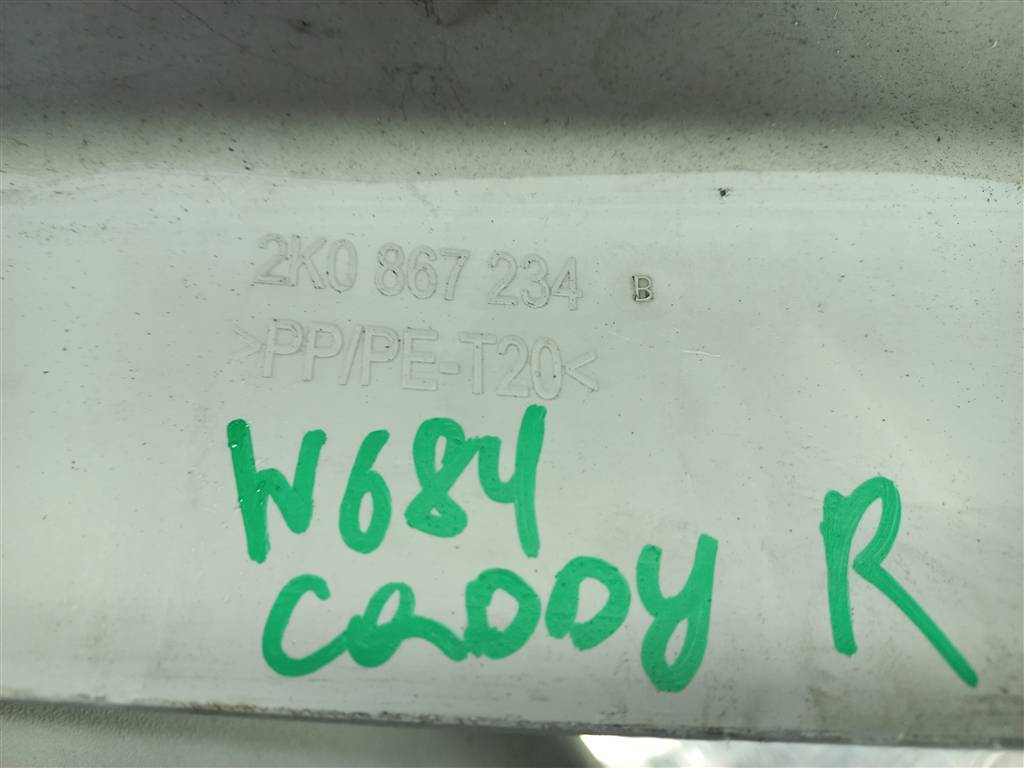 2K0 867 234 B
>PP/PE-T20<
W684
CADDY R